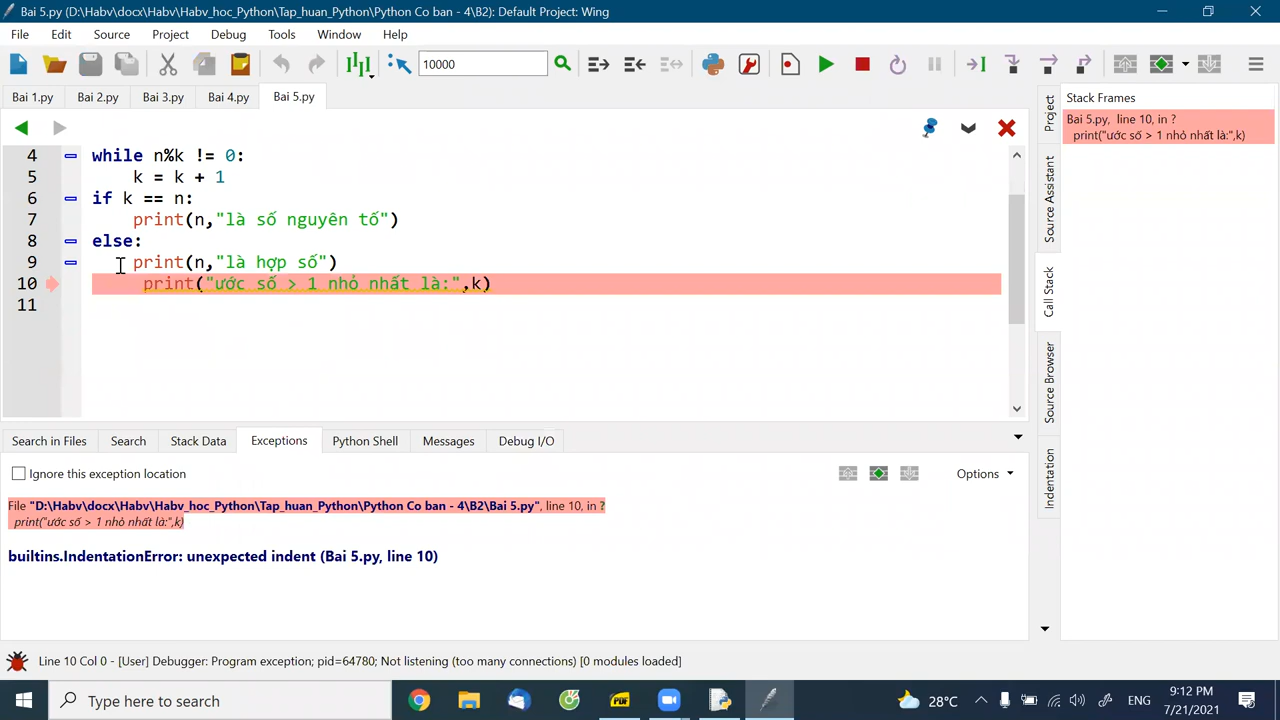 Bai 5.py (D:\Habv\docx\Habv\Habv_hoc_Python\Tap_huan_Python\Python Co ban - 4\B2): Default Project: Wing
File Edit Source Project Debug Tools Window Help
10000
Bai 1.py Bai 2.py Bai 3.py Bai 4.py Bai 5.py
4 while n%k != 0:
5 k = k + 1
6 if k == n:
7 print(n,"là số nguyên tố")
8 else:
9 print(n,"là hợp số")
10 print("ước số > 1 nhỏ nhất là:",k)
11
Project
Source Assistant
Call Stack
Source Browser
Indentation
Stack Frames
Bai 5.py, line 10, in ?
print("ước số > 1 nhỏ nhất là:",k)
Search in Files Search Stack Data Exceptions Python Shell Messages Debug I/O
Ignore this exception location Options
File "D:\Habv\docx\Habv\Habv_hoc_Python\Tap_huan_Python\Python Co ban - 4\B2\Bai 5.py", line 10, in ?
print("ước số > 1 nhỏ nhất là:",k)
builtins.IndentationError: unexpected indent (Bai 5.py, line 10)
Line 10 Col 0 - [User] Debugger: Program exception; pid=64780; Not listening (too many connections) [0 modules loaded]
Type here to search PDF 28°C ENG 9:12 PM
7/21/2021